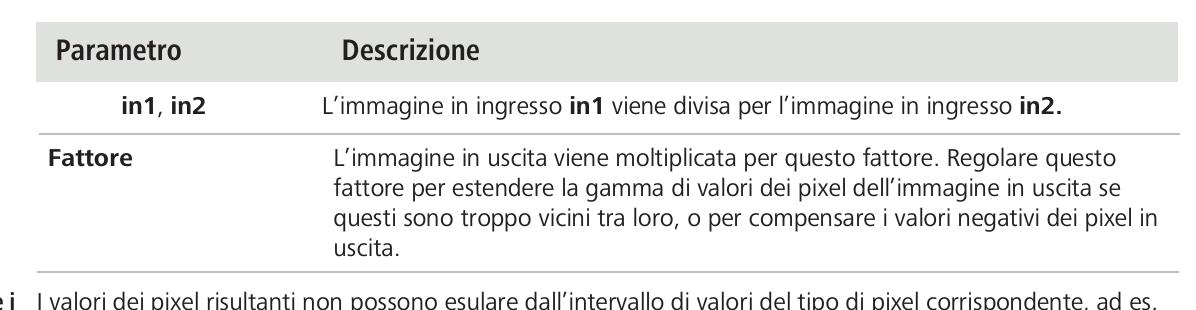 Parametro Descrizione
in1, in2 L'immagine in ingresso in1 viene divisa per l'immagine in ingresso in2.
Fattore L'immagine in uscita viene moltiplicata per questo fattore. Regolare questo
fattore per estendere la gamma di valori dei pixel dell'immagine in uscita se
questi sono troppo vicini tra loro, o per compensare i valori negativi dei pixel in
uscita.
e i I valori dei pixel risultanti non possono esulare dall'intervallo di valori del tipo di pixel corrispondente, ad es.